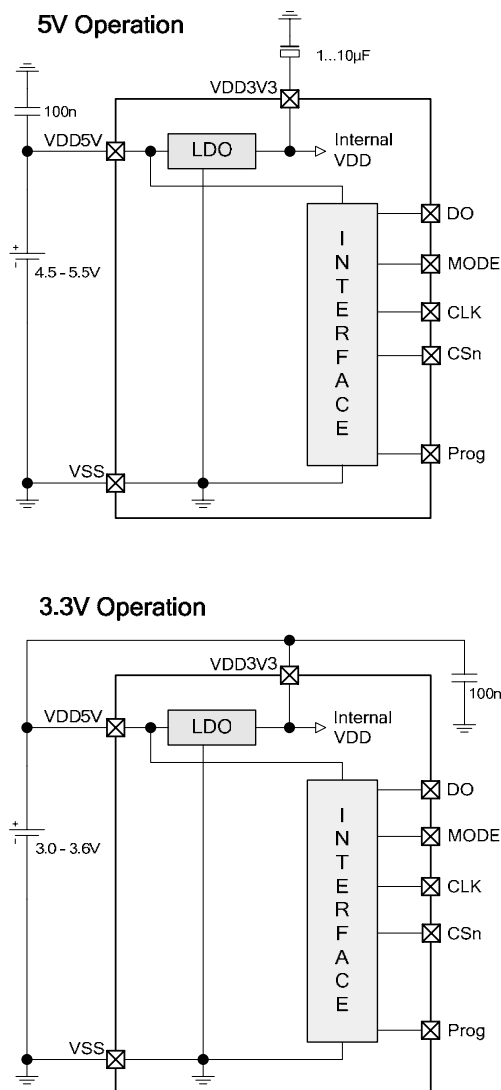 5V Operation
1...10µF
100n
VDD3V3
VDD5V
LDO
Internal
VDD
DO
MODE
CLK
CSn
Prog
INTERFACE
+
-
4.5 - 5.5V
VSS
3.3V Operation
VDD3V3
100n
VDD5V
LDO
Internal
VDD
DO
MODE
CLK
CSn
Prog
INTERFACE
+
-
3.0 - 3.6V
VSS